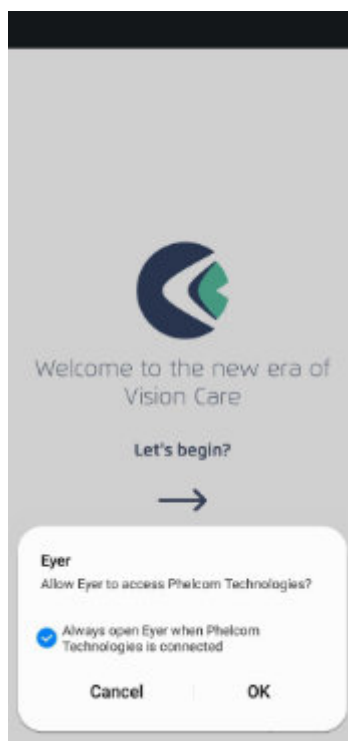 Welcome to the new era of
Vision Care
Let's begin?
Eyer
Allow Eyer to access Phelcom Technologies?
Always open Eyer when Phelcom
Technologies is connected
Cancel
OK